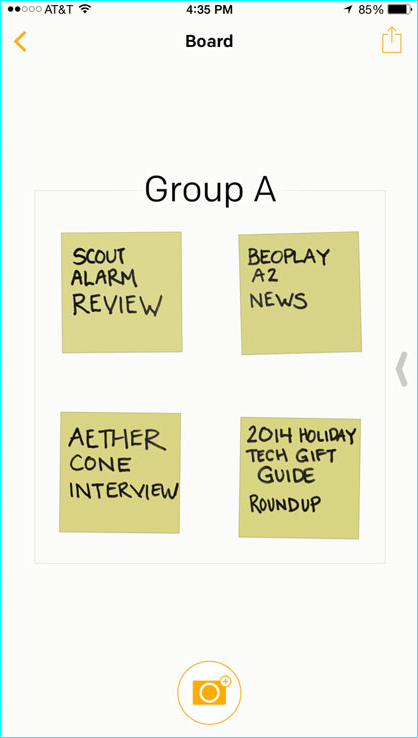 AT&T 4:35 PM 85%
Board
Group A
SCOUT
ALARM
REVIEW
BEOPLAY
A2
NEWS
AETHER
CONE
INTERVIEW
2014 HOLIDAY
TECH GIFT
GUIDE
ROUNDUP